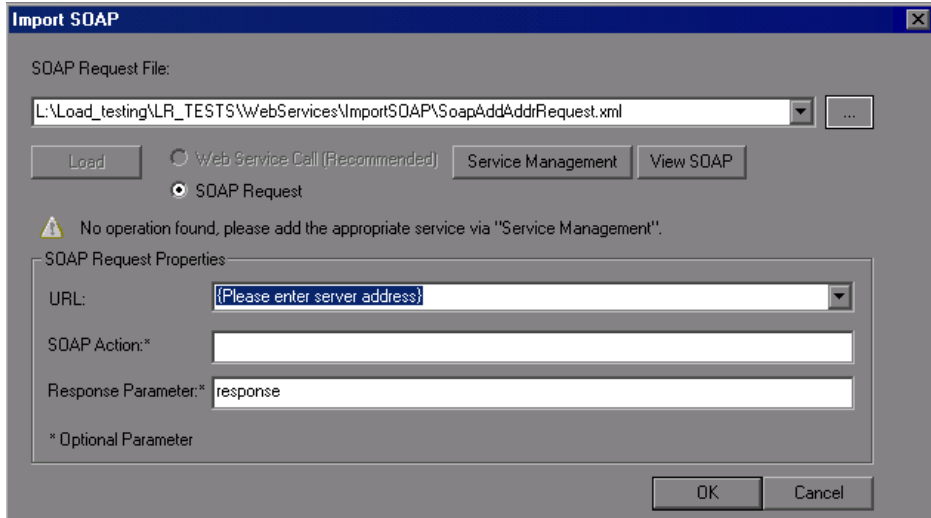 Import SOAP
SOAP Request File:
L:\Load_testing\LR_TESTS\WebServices\ImportSOAP\SoapAddAddrRequest.xml
...
Load
Web Service Call (Recommended)
Service Management
View SOAP
SOAP Request
No operation found, please add the appropriate service via "Service Management".
SOAP Request Properties
URL:
{Please enter server address}
SOAP Action:*
Response Parameter:*
response
* Optional Parameter
OK
Cancel